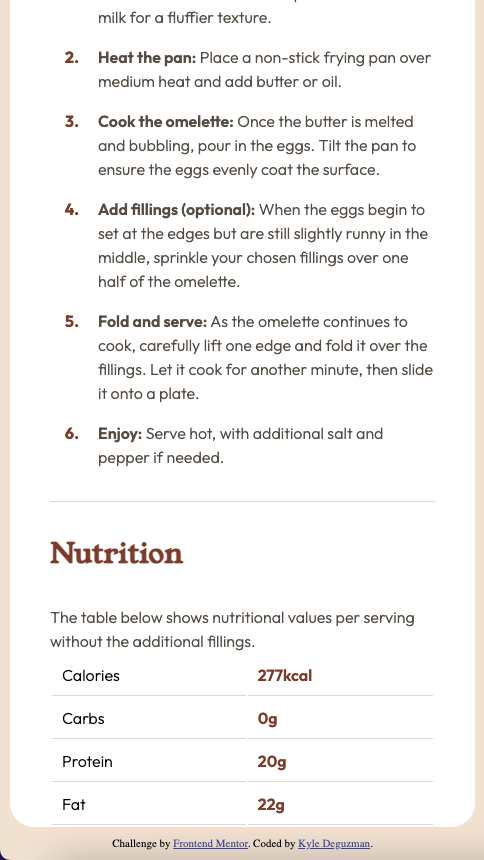 milk for a fluffier texture.
2. Heat the pan: Place a non-stick frying pan over
medium heat and add butter or oil.
3. Cook the omelette: Once the butter is melted
and bubbling, pour in the eggs. Tilt the pan to
ensure the eggs evenly coat the surface.
4. Add fillings (optional): When the eggs begin to
set at the edges but are still slightly runny in the
middle, sprinkle your chosen fillings over one
half of the omelette.
5. Fold and serve: As the omelette continues to
cook, carefully lift one edge and fold it over the
fillings. Let it cook for another minute, then slide
it onto a plate.
6. Enjoy: Serve hot, with additional salt and
pepper if needed.
Nutrition
The table below shows nutritional values per serving
without the additional fillings.
Calories 277kcal
Carbs 0g
Protein 20g
Fat 22g
Challenge by Frontend Mentor. Coded by Kyle Deguzman.